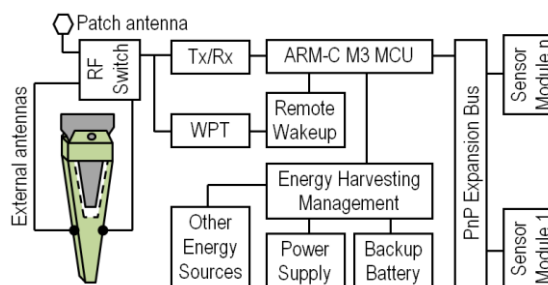 Patch antenna
RF
Switch
Tx/Rx
ARM-C M3 MCU
WPT
Remote
Wakeup
External antennas
Energy Harvesting
Management
Other
Energy
Sources
Power
Supply
Backup
Battery
PnP Expansion Bus
Sensor
Module n
Sensor
Module 1